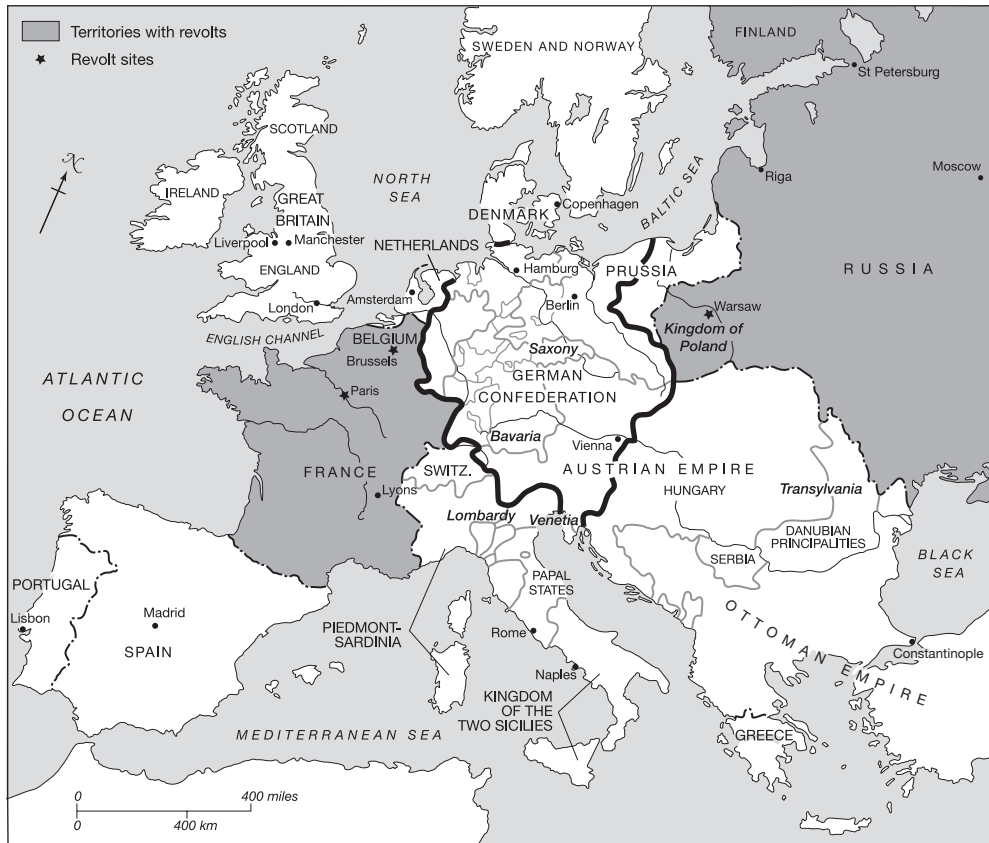 Territories with revolts
Revolt sites
N
SWEDEN AND NORWAY
FINLAND
St Petersburg
SCOTLAND
NORTH
SEA
BALTIC SEA
Riga
Moscow
IRELAND
GREAT
BRITAIN
DENMARK
Copenhagen
Liverpool
Manchester
NETHERLANDS
ENGLAND
Hamburg
PRUSSIA
RUSSIA
London
Amsterdam
Berlin
Warsaw
Kingdom of
Poland
ENGLISH CHANNEL
BELGIUM
Brussels
Saxony
GERMAN
CONFEDERATION
ATLANTIC
OCEAN
Paris
Bavaria
Vienna
FRANCE
SWITZ.
AUSTRIAN EMPIRE
HUNGARY
Transylvania
Lyons
Lombardy
Venetia
DANUBIAN
PRINCIPALITIES
SERBIA
BLACK
SEA
PORTUGAL
PAPAL
STATES
Lisbon
Madrid
SPAIN
PIEDMONT-
SARDINIA
Rome
OTTOMAN EMPIRE
Constantinople
Naples
KINGDOM
OF THE
TWO SICILIES
MEDITERRANEAN SEA
GREECE
0 400 miles
0 400 km